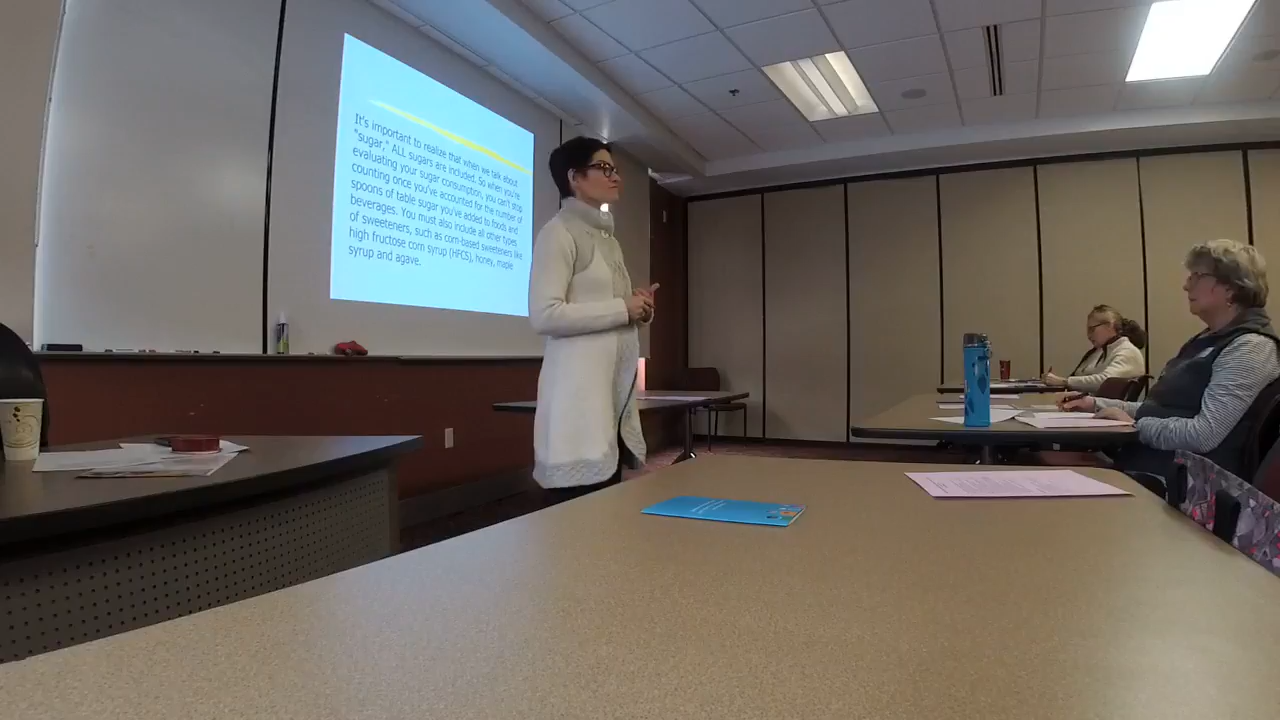 It's important to realize that when we talk about
"sugar," ALL sugars are included. So when you're
evaluating your sugar consumption, you can't stop
counting once you've accounted for the number of
spoons of table sugar you've added to foods and
beverages. You must also include all other types
of sweeteners, such as corn-based sweeteners like
high fructose corn syrup (HFCS), honey, maple
syrup and agave.